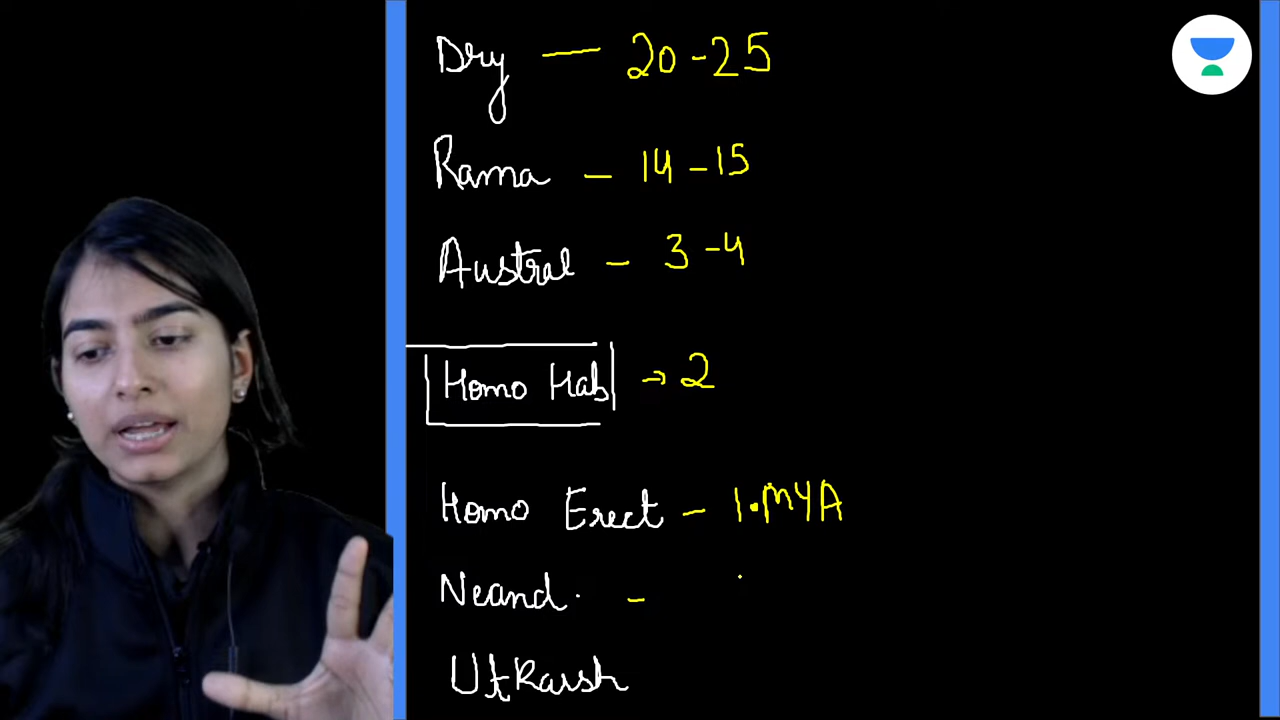 Dry — 20-25
Rama - 14-15
Austral - 3-4
Homo Hab → 2
Homo Erect - 1.MYA
Neand. -
Utkarsh